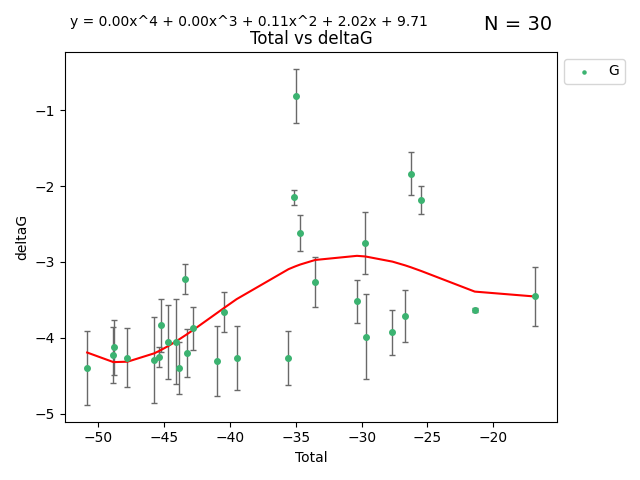 y = 0.00x^4 + 0.00x^3 + 0.11x^2 + 2.02x + 9.71
N = 30
Total vs deltaG
G
−1
−2
−3
−4
−5
deltaG
−50 −45 −40 −35 −30 −25 −20
Total